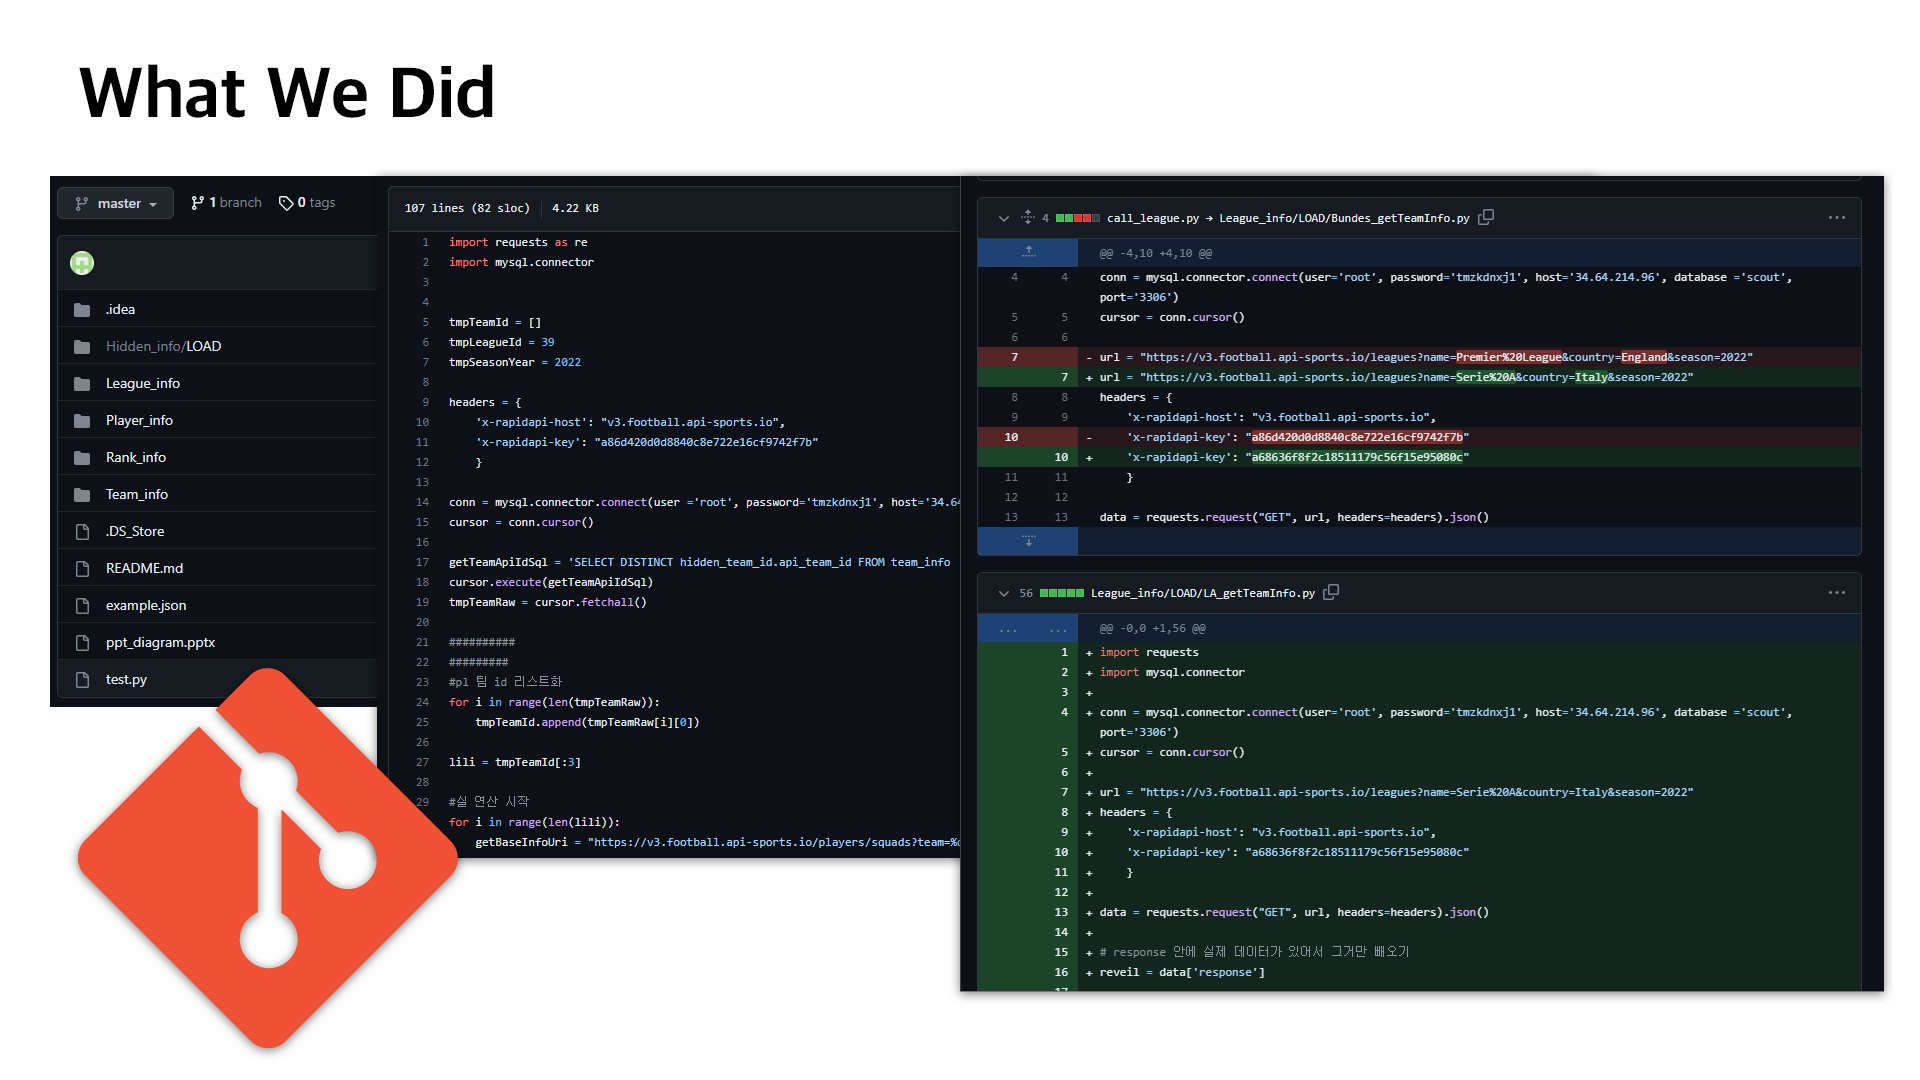 What We Did
master
1 branch
0 tags
.idea
Hidden_info/LOAD
League_info
Player_info
Rank_info
Team_info
.DS_Store
README.md
example.json
ppt_diagram.pptx
test.py
107 lines (82 sloc) 4.22 KB
1 import requests as re
2 import mysql.connector
3
4
5 tmpTeamId = []
6 tmpLeagueId = 39
7 tmpSeasonYear = 2022
8
9 headers = {
10 'x-rapidapi-host': "v3.football.api-sports.io",
11 'x-rapidapi-key': "a86d420d0d8840c8e722e16cf9742f7b"
12 }
13
14 conn = mysql.connector.connect(user ='root', password='tmzkdnxj1', host='34.64
15 cursor = conn.cursor()
16
17 getTeamApiIdSql = 'SELECT DISTINCT hidden_team_id.api_team_id FROM team_info
18 cursor.execute(getTeamApiIdSql)
19 tmpTeamRaw = cursor.fetchall()
20
21 ##########
22 #########
23 #pl 팀 id 리스트화
24 for i in range(len(tmpTeamRaw)):
25 tmpTeamId.append(tmpTeamRaw[i][0])
26
27 lili = tmpTeamId[:3]
28
29 #실 연산 시작
for i in range(len(lili)):
getBaseInfoUri = "https://v3.football.api-sports.io/players/squads?team=%d
4 call_league.py → League_info/LOAD/Bundes_getTeamInfo.py
@@ -4,10 +4,10 @@
4 4 conn = mysql.connector.connect(user='root', password='tmzkdnxj1', host='34.64.214.96', database ='scout',
port='3306')
5 5 cursor = conn.cursor()
6 6
7 - url = "https://v3.football.api-sports.io/leagues?name=Premier%20League&country=England&season=2022"
7 + url = "https://v3.football.api-sports.io/leagues?name=Serie%20A&country=Italy&season=2022"
8 8 headers = {
9 9 'x-rapidapi-host': "v3.football.api-sports.io",
10 - 'x-rapidapi-key': "a86d420d0d8840c8e722e16cf9742f7b"
10 + 'x-rapidapi-key': "a68636f8f2c18511179c56f15e95080c"
11 11 }
12 12
13 13 data = requests.request("GET", url, headers=headers).json()
56 League_info/LOAD/LA_getTeamInfo.py
... ... @@ -0,0 +1,56 @@
1 + import requests
2 + import mysql.connector
3 +
4 + conn = mysql.connector.connect(user='root', password='tmzkdnxj1', host='34.64.214.96', database ='scout',
port='3306')
5 + cursor = conn.cursor()
6 +
7 + url = "https://v3.football.api-sports.io/leagues?name=Serie%20A&country=Italy&season=2022"
8 + headers = {
9 + 'x-rapidapi-host': "v3.football.api-sports.io",
10 + 'x-rapidapi-key': "a68636f8f2c18511179c56f15e95080c"
11 + }
12 +
13 + data = requests.request("GET", url, headers=headers).json()
14 +
15 + # response 안에 실제 데이터가 있어서 그거만 빼오기
16 + reveil = data['response']